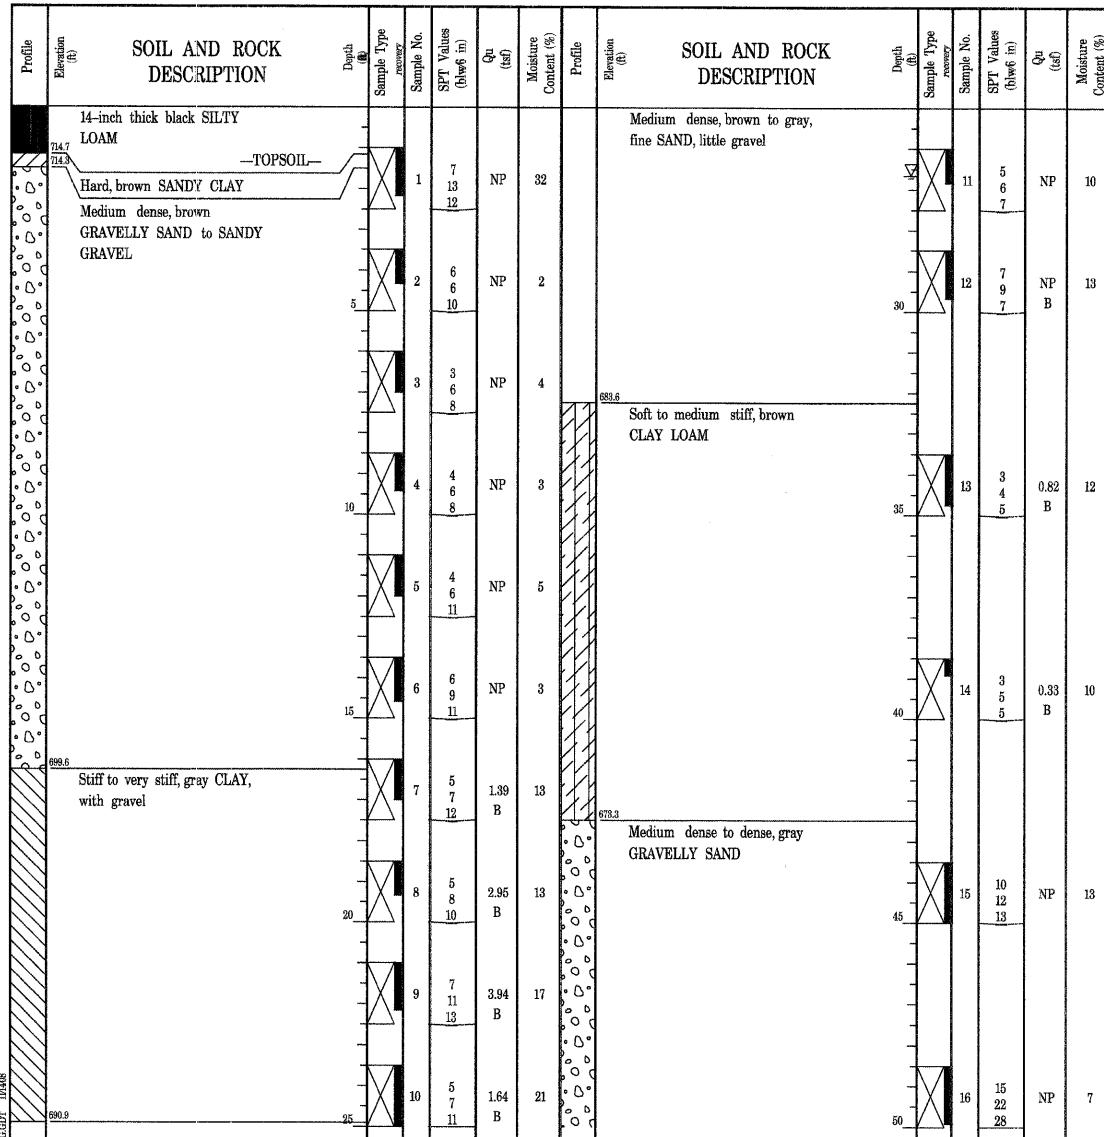 Profile
Elevation
(ft)
SOIL AND ROCK
DESCRIPTION
Depth
(ft)
Sample Type
recovery
Sample No.
SPT Values
(blw/6 in)
Qu
(tsf)
Moisture
Content (%)
14-inch thick black SILTY
LOAM
714.7
—TOPSOIL—
714.3
Hard, brown SANDY CLAY
Medium dense, brown
GRAVELLY SAND to SANDY
GRAVEL
1
7
13
12
NP
32
5
2
6
6
10
NP
2
3
3
6
8
NP
4
10
4
4
6
8
NP
3
5
4
6
11
NP
5
15
6
6
9
11
NP
3
699.6
Stiff to very stiff, gray CLAY,
with gravel
7
5
7
12
1.39
B
13
20
8
5
8
10
2.95
B
13
9
7
11
13
3.94
B
17
690.9
25
10
5
7
11
1.64
B
21
Profile
Elevation
(ft)
SOIL AND ROCK
DESCRIPTION
Depth
(ft)
Sample Type
recovery
Sample No.
SPT Values
(blw/6 in)
Qu
(tsf)
Moisture
Content (%)
Medium dense, brown to gray,
fine SAND, little gravel
11
5
6
7
NP
10
30
12
7
9
7
NP
B
13
683.6
Soft to medium stiff, brown
CLAY LOAM
35
13
3
4
5
0.82
B
12
40
14
3
5
5
0.33
B
10
673.3
Medium dense to dense, gray
GRAVELLY SAND
45
15
10
12
13
NP
13
50
16
15
22
28
NP
7